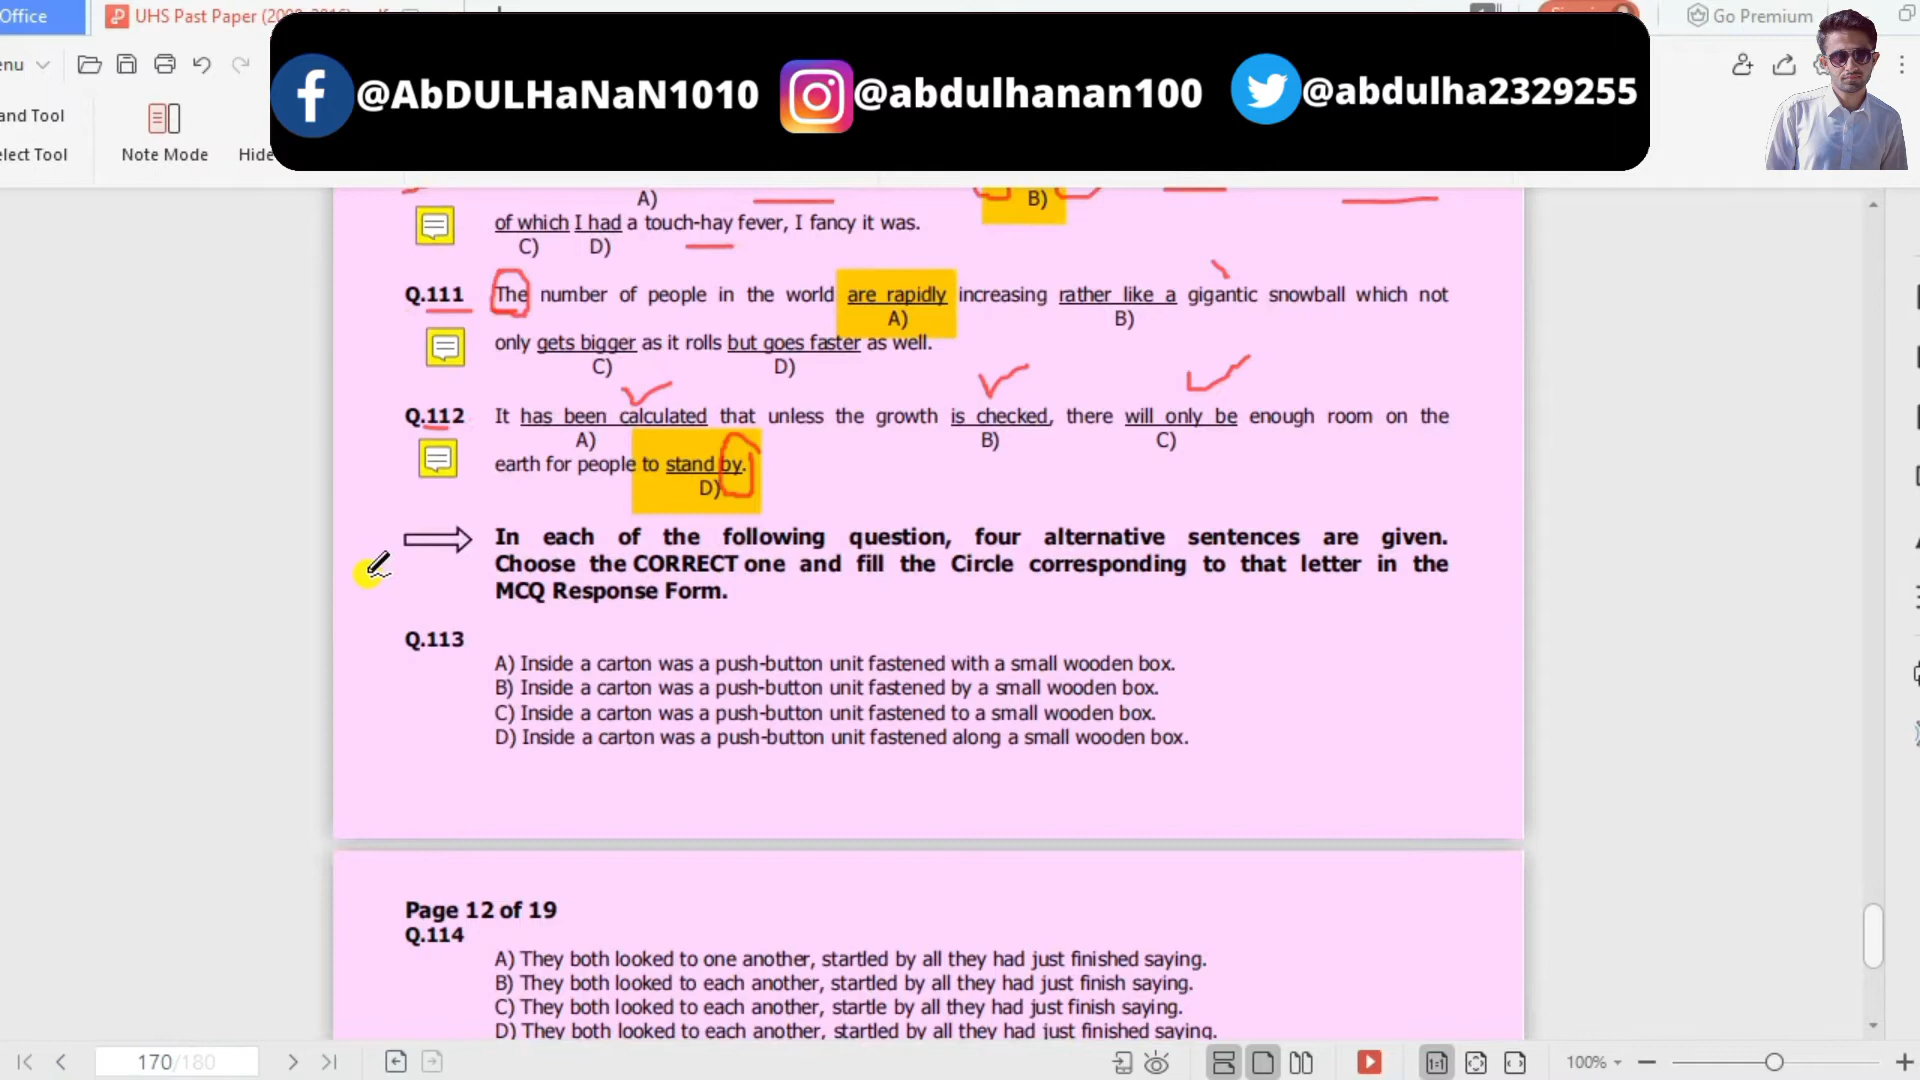 Office
UHS Past Paper (20
Go Premium
enu
@AbDULHaNaN1010
@abdulhanan100
@abdulha2329255
and Tool
elect Tool
Note Mode
Hide
A)
B)
of which I had a touch-hay fever, I fancy it was.
C) D)
Q.111 The number of people in the world are rapidly increasing rather like a gigantic snowball which not
A) B)
only gets bigger as it rolls but goes faster as well.
C) D)
Q.112 It has been calculated that unless the growth is checked, there will only be enough room on the
A) B) C)
earth for people to stand by.
D)
In each of the following question, four alternative sentences are given.
Choose the CORRECT one and fill the Circle corresponding to that letter in the
MCQ Response Form.
Q.113
A) Inside a carton was a push-button unit fastened with a small wooden box.
B) Inside a carton was a push-button unit fastened by a small wooden box.
C) Inside a carton was a push-button unit fastened to a small wooden box.
D) Inside a carton was a push-button unit fastened along a small wooden box.
Page 12 of 19
Q.114
A) They both looked to one another, startled by all they had just finished saying.
B) They both looked to each another, startled by all they had just finish saying.
C) They both looked to each another, startle by all they had just finish saying.
D) They both looked to each another, startled by all they had just finished saying.
170/180
100%